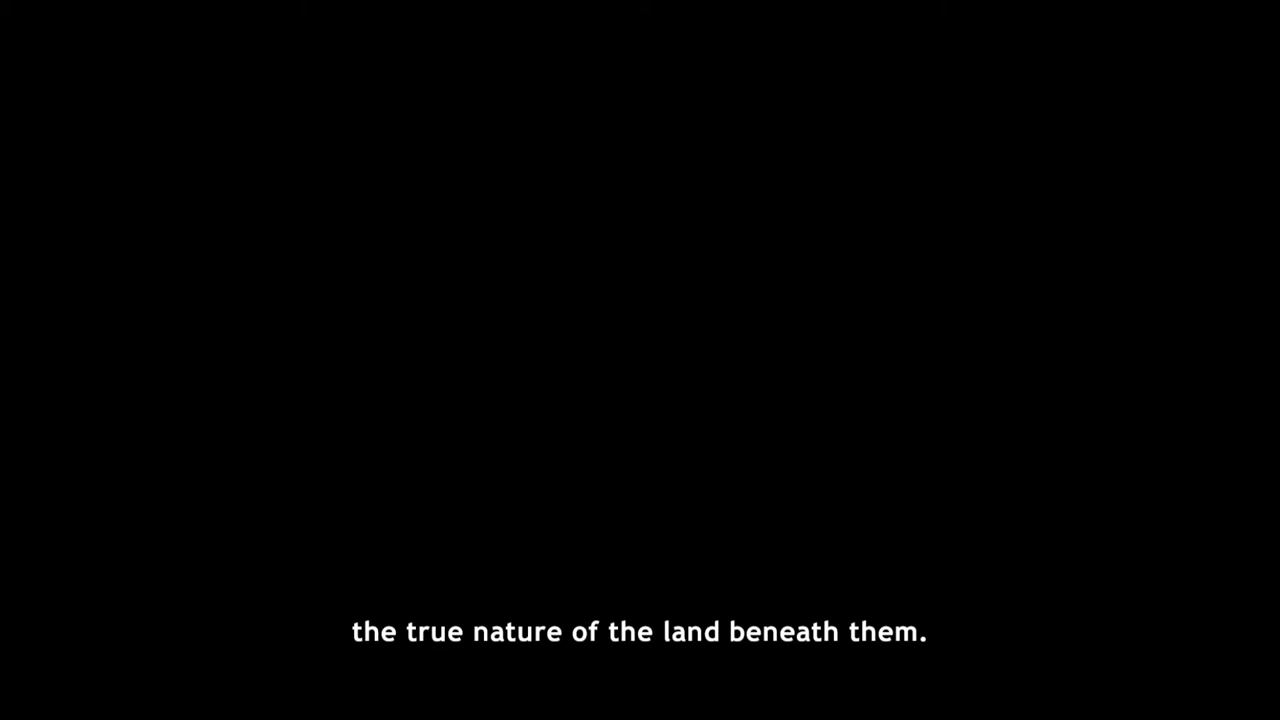 the true nature of the land beneath them.